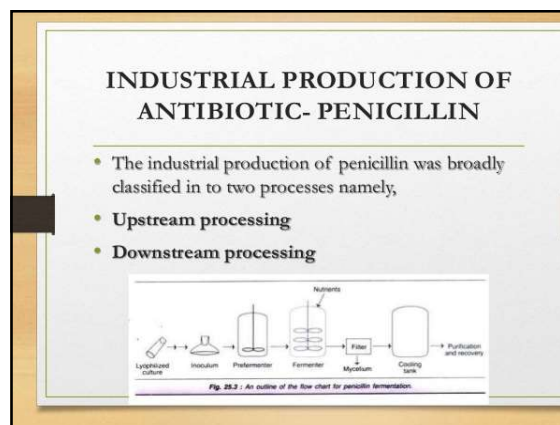 INDUSTRIAL PRODUCTION OF
ANTIBIOTIC- PENICILLIN
• The industrial production of penicillin was broadly
classified in to two processes namely,
• Upstream processing
• Downstream processing
Nutrients
Lyophilized
culture
Inoculum
Prefermenter
Fermenter
Filter
Mycelium
Cooling
tank
Purification
and recovery
Fig. 25.3 : An outline of the flow chart for penicillin fermentation.